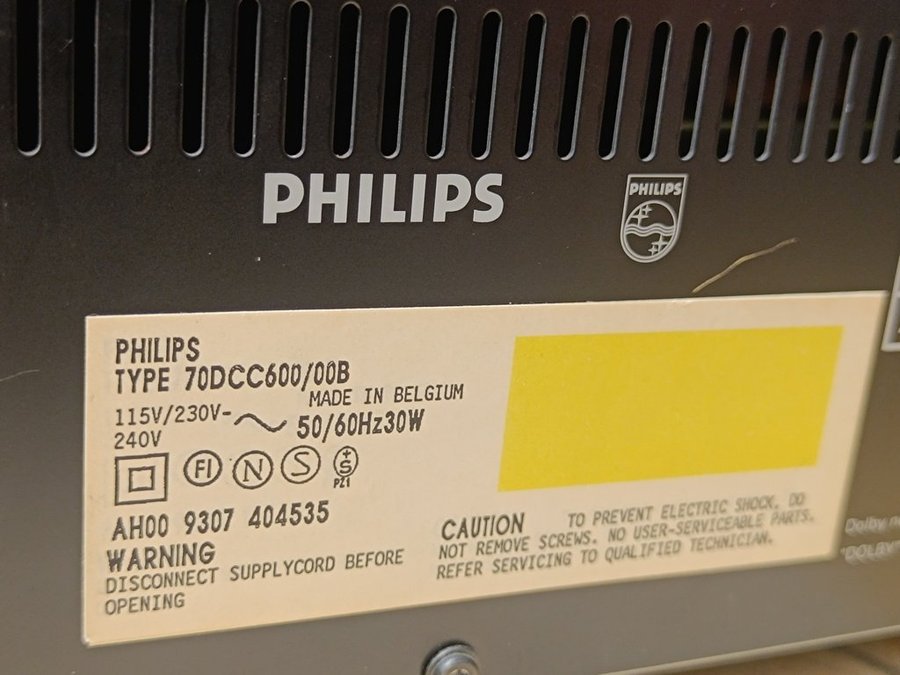 PHILIPS
PHILIPS
PHILIPS
TYPE 70DCC600/00B
MADE IN BELGIUM
115V/230V-
240V
50/60Hz30W
FI N S +S
PZ1
AH00 9307 404535
WARNING
DISCONNECT SUPPLYCORD BEFORE
OPENING
CAUTION TO PREVENT ELECTRIC SHOCK, DO
NOT REMOVE SCREWS. NO USER-SERVICEABLE PARTS.
REFER SERVICING TO QUALIFIED TECHNICIAN.
Dolby
"DOLBY"